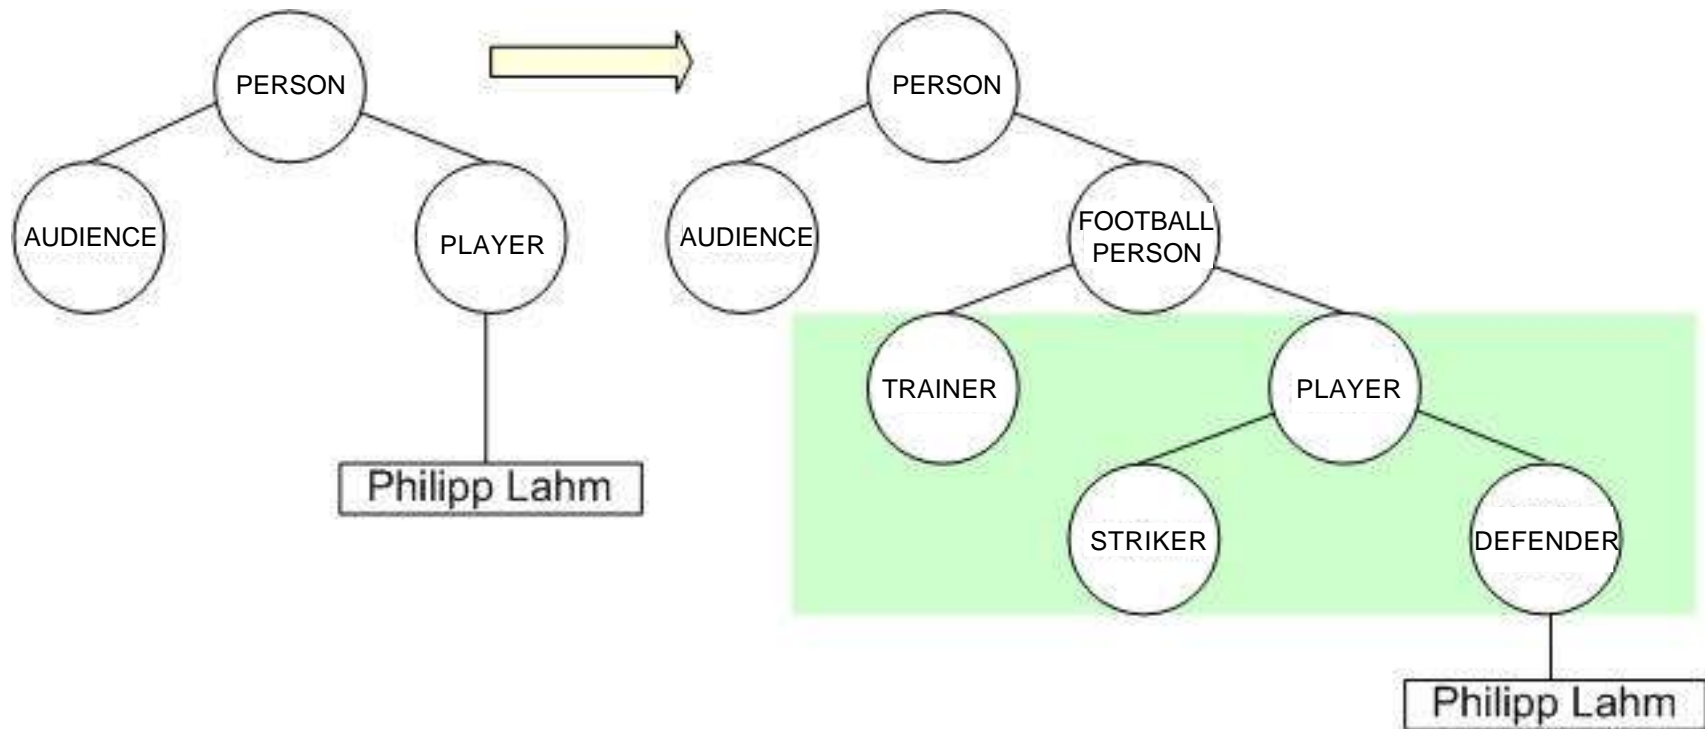 PERSON
AUDIENCE
PLAYER
Philipp Lahm
PERSON
AUDIENCE
FOOTBALL
PERSON
TRAINER
PLAYER
STRIKER
DEFENDER
Philipp Lahm